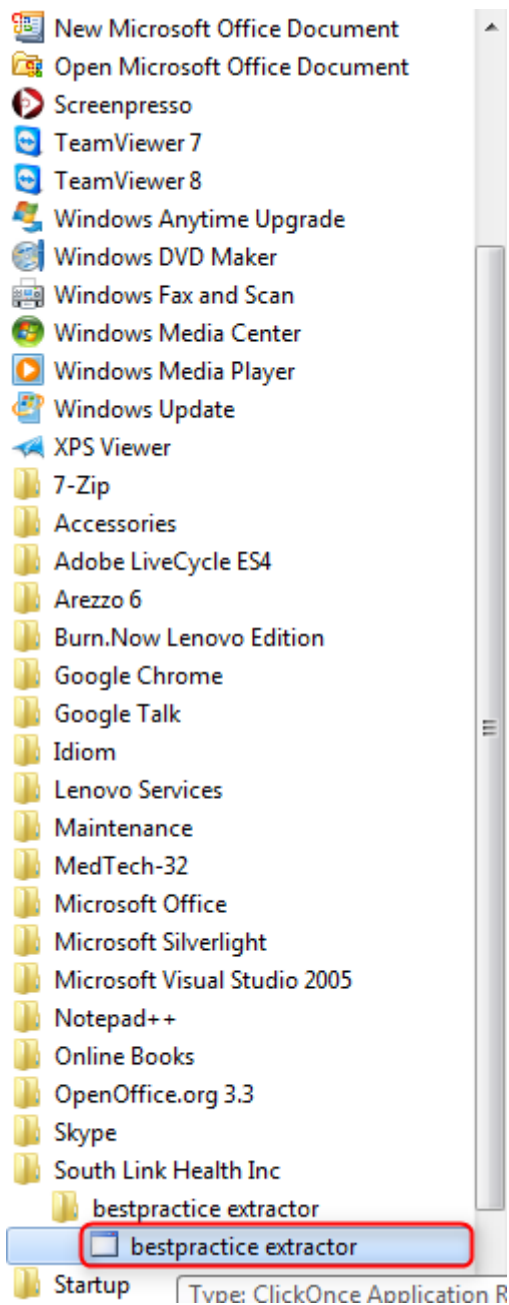 New Microsoft Office Document
Open Microsoft Office Document
Screenpresso
TeamViewer 7
TeamViewer 8
Windows Anytime Upgrade
Windows DVD Maker
Windows Fax and Scan
Windows Media Center
Windows Media Player
Windows Update
XPS Viewer
7-Zip
Accessories
Adobe LiveCycle ES4
Arezzo 6
Burn.Now Lenovo Edition
Google Chrome
Google Talk
Idiom
Lenovo Services
Maintenance
MedTech-32
Microsoft Office
Microsoft Silverlight
Microsoft Visual Studio 2005
Notepad++
Online Books
OpenOffice.org 3.3
Skype
South Link Health Inc
bestpractice extractor
bestpractice extractor
Startup
Type: ClickOnce Application R